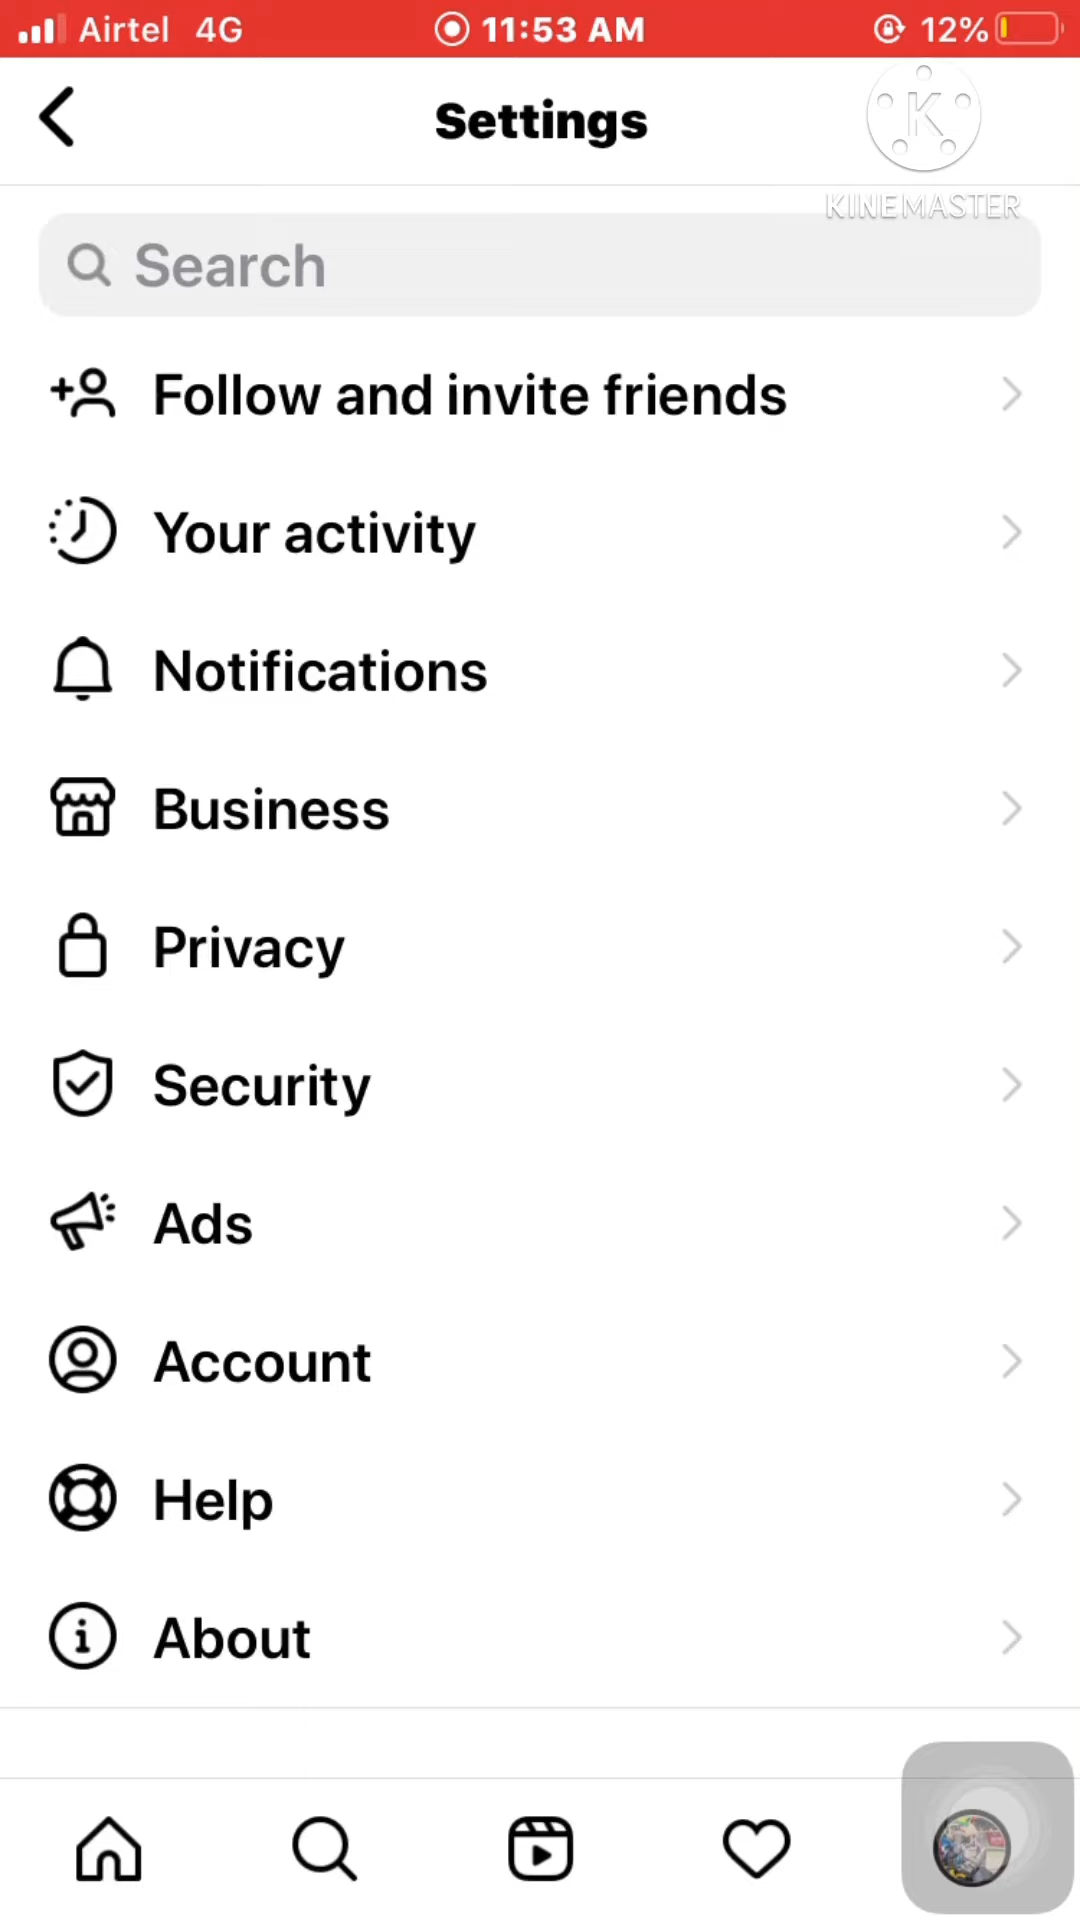 Airtel 4G 11:53 AM 12%
Settings
K
KINEMASTER
Search
Follow and invite friends
Your activity
Notifications
Business
Privacy
Security
Ads
Account
Help
About